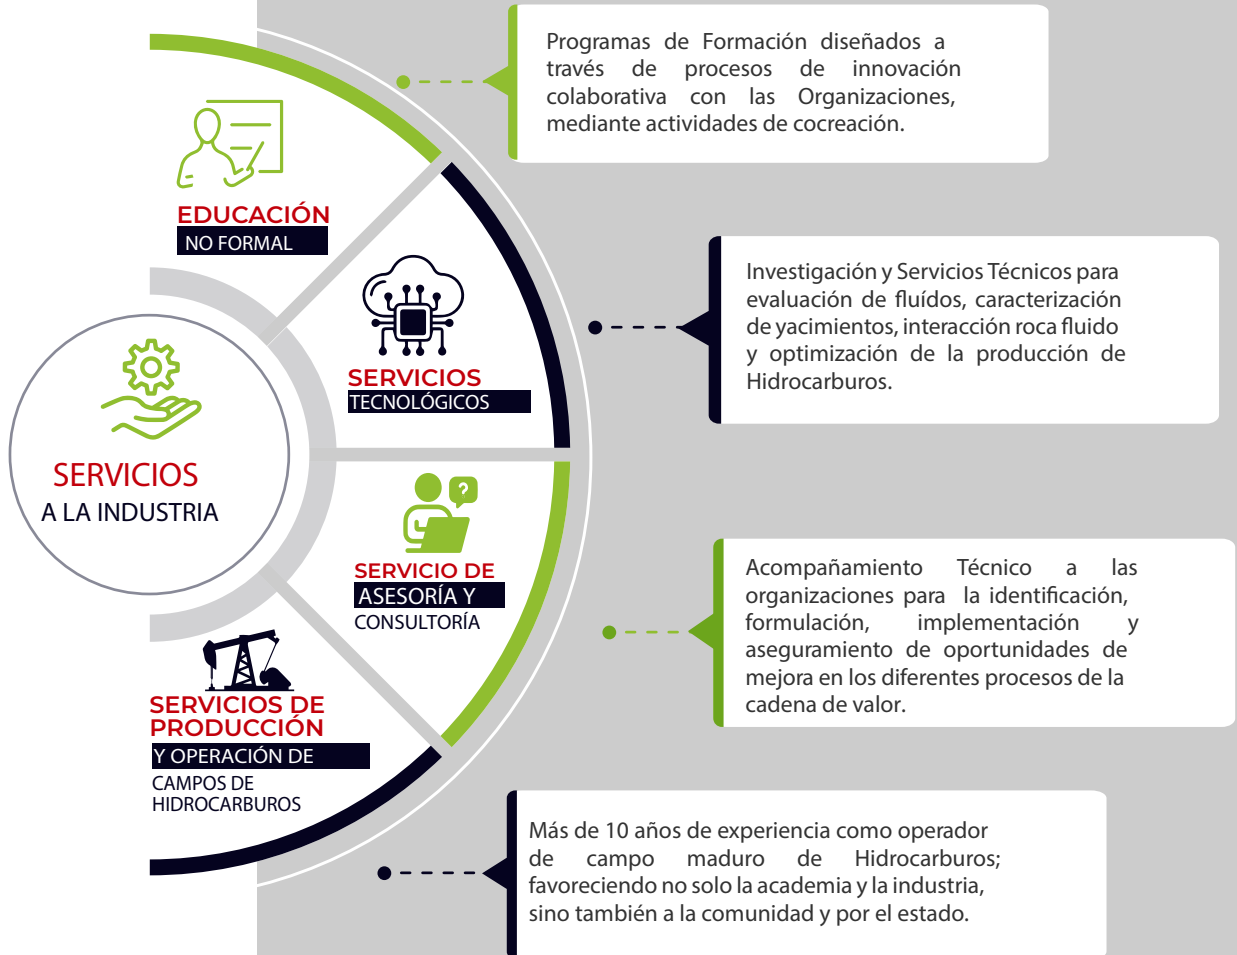 Programas de Formación diseñados a
través de procesos de innovación
colaborativa con las Organizaciones,
mediante actividades de cocreación.
EDUCACIÓN
NO FORMAL
Investigación y Servicios Técnicos para
evaluación de fluídos, caracterización
de yacimientos, interacción roca fluido
y optimización de la producción de
Hidrocarburos.
SERVICIOS
TECNOLÓGICOS
SERVICIOS
A LA INDUSTRIA
?
SERVICIO DE
ASESORÍA Y
CONSULTORÍA
Acompañamiento Técnico a las
organizaciones para la identificación,
formulación, implementación y
aseguramiento de oportunidades de
mejora en los diferentes procesos de la
cadena de valor.
SERVICIOS DE
PRODUCCIÓN
Y OPERACIÓN DE
CAMPOS DE
HIDROCARBUROS
Más de 10 años de experiencia como operador
de campo maduro de Hidrocarburos;
favoreciendo no solo la academia y la industria,
sino también a la comunidad y por el estado.